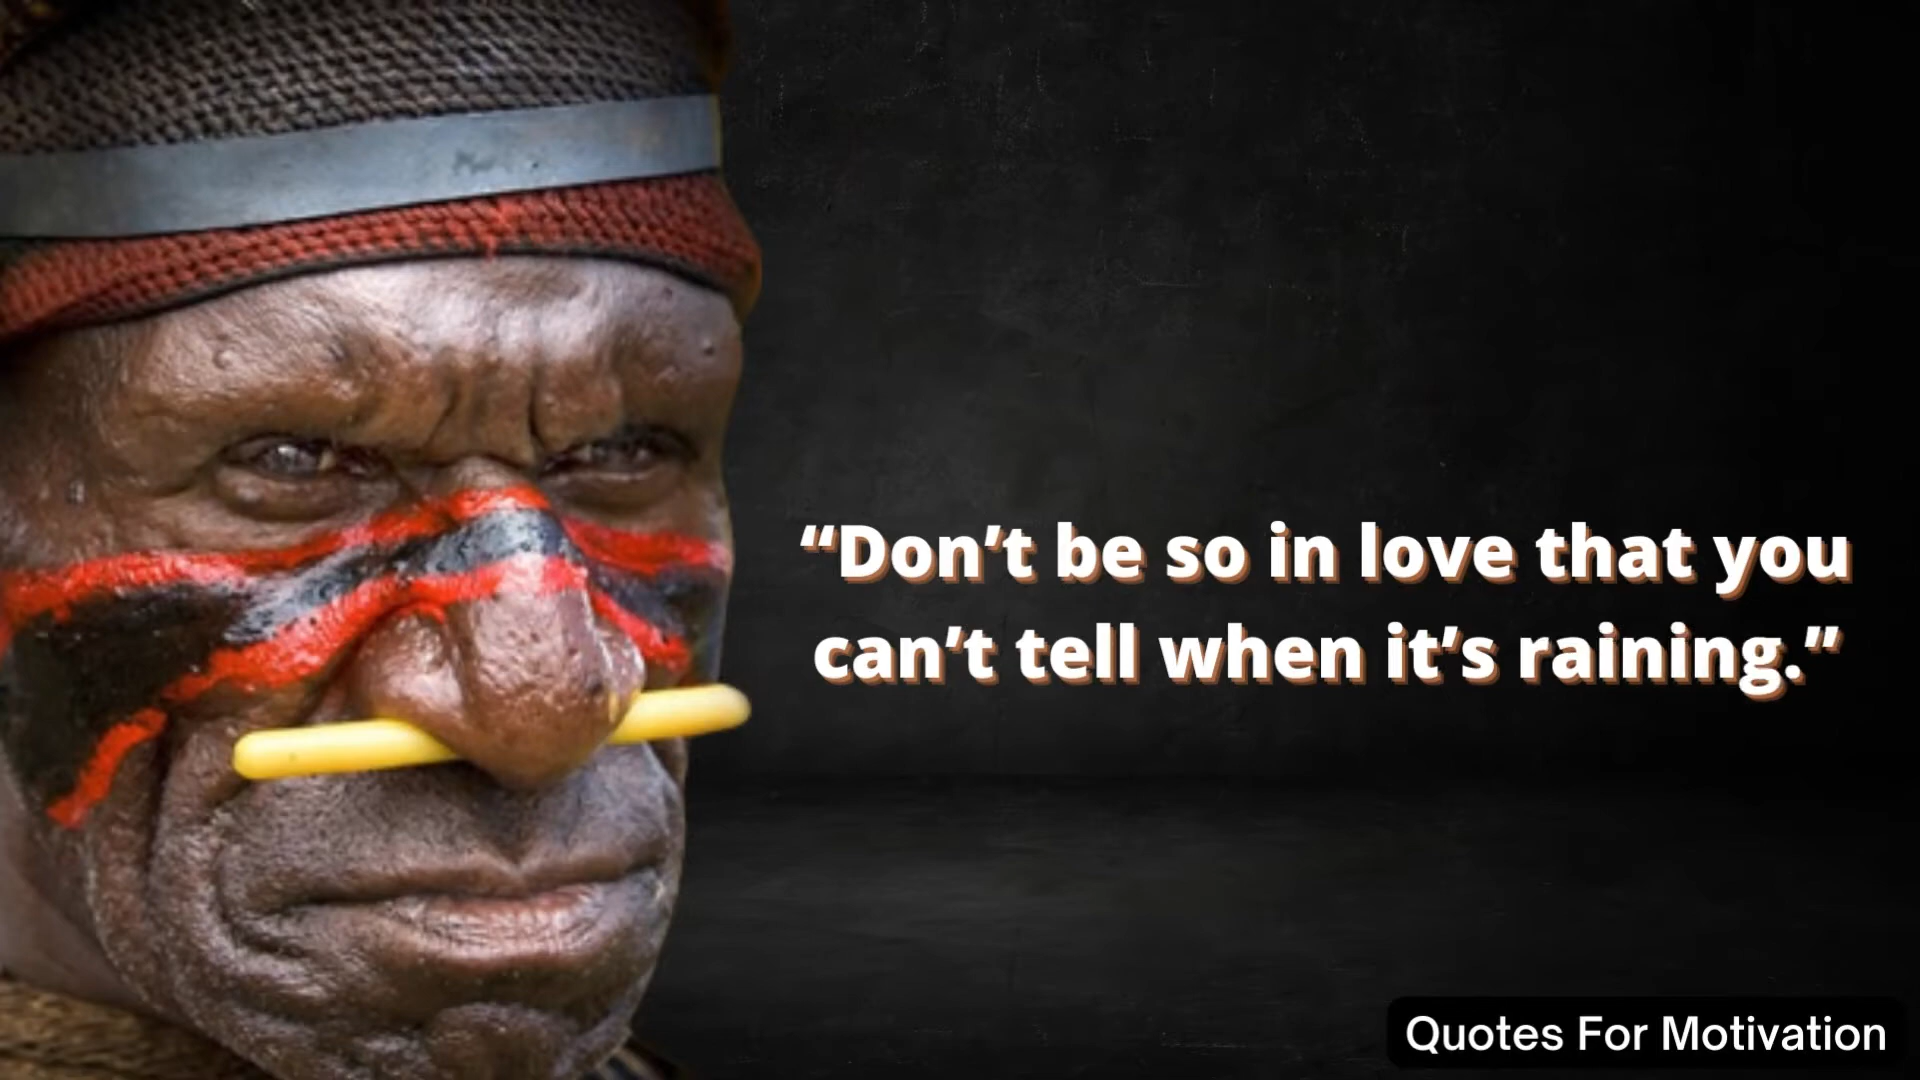 “Don’t be so in love that you
can’t tell when it’s raining.”
Quotes For Motivation